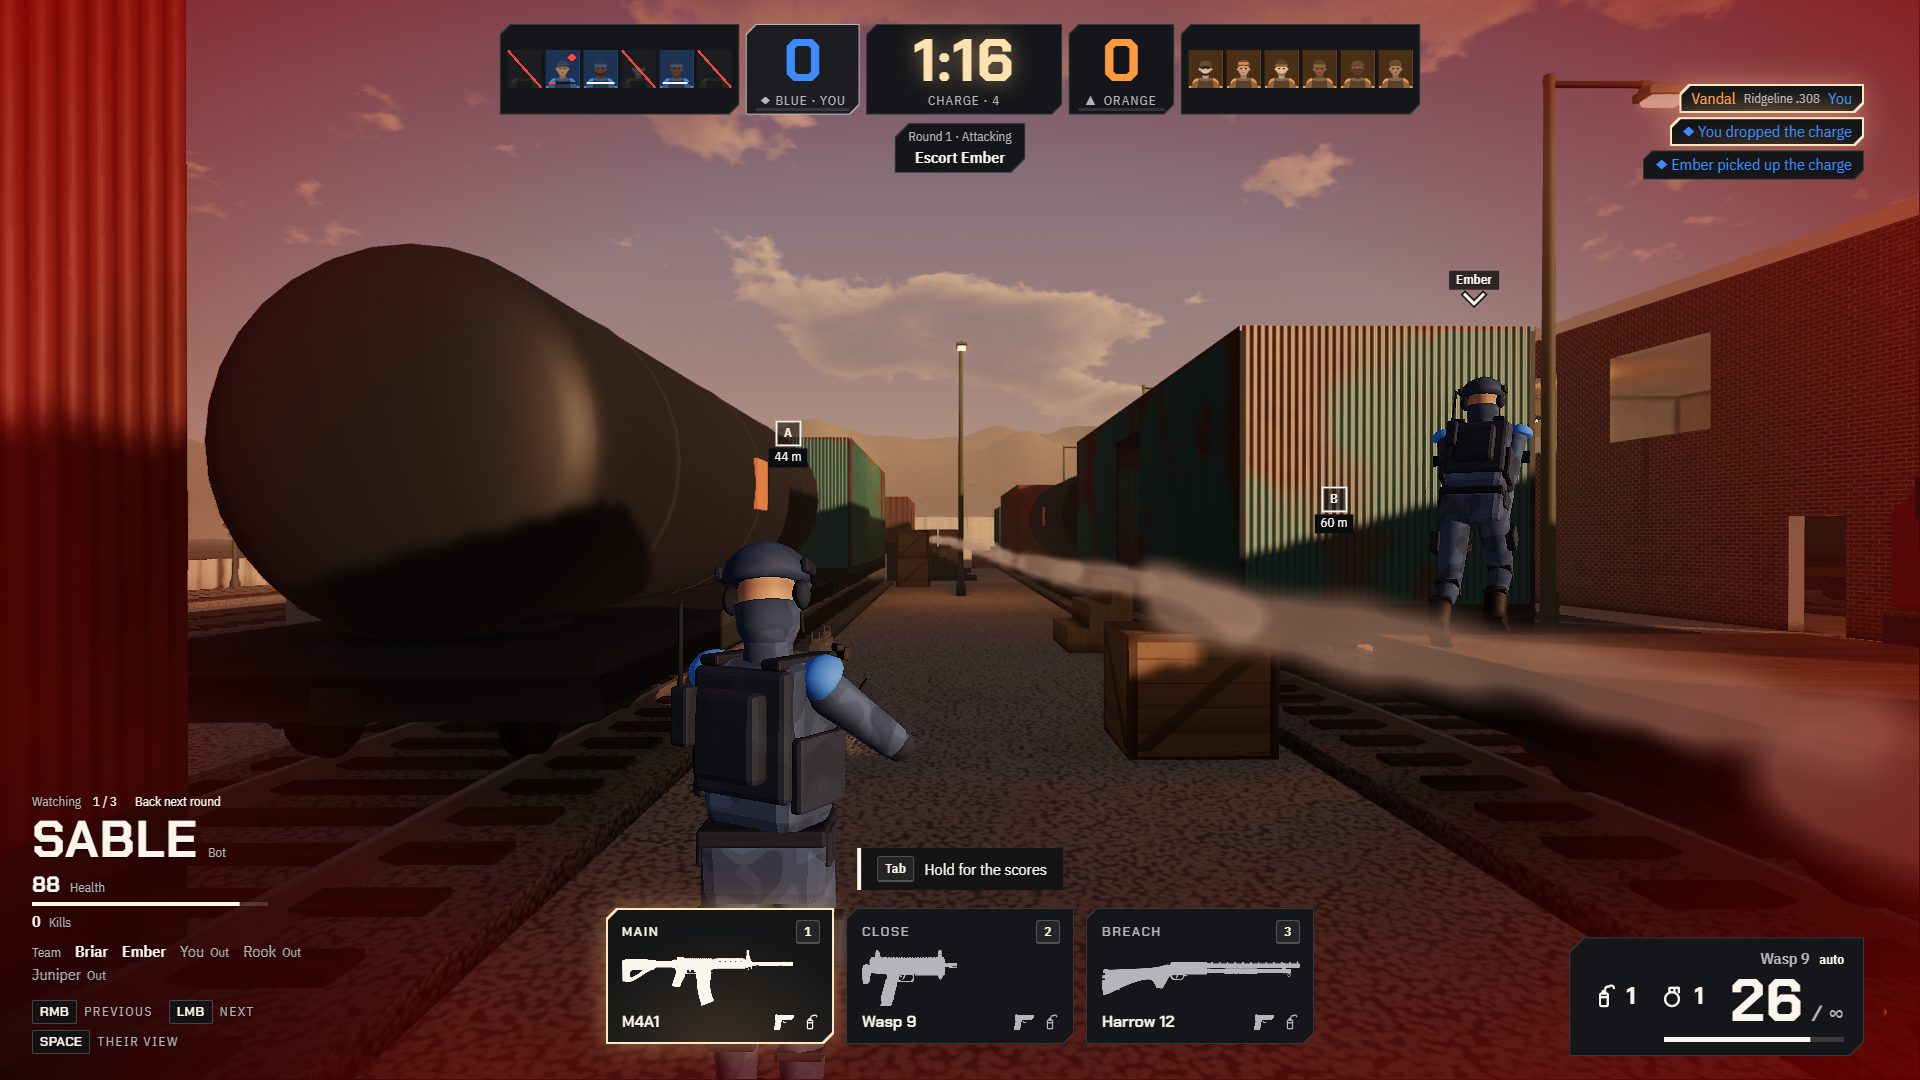 0
BLUE · YOU
1:16
CHARGE · 4
0
ORANGE
Round 1 · Attacking
Escort Ember
Vandal Ridgeline .308 You
You dropped the charge
Ember picked up the charge
Ember
A
44 m
B
60 m
Watching 1 / 3 Back next round
SABLE Bot
88 Health
0 Kills
Team Briar Ember You Out Rook Out
Juniper Out
RMB PREVIOUS LMB NEXT
SPACE THEIR VIEW
Tab Hold for the scores
MAIN 1
M4A1
CLOSE 2
Wasp 9
BREACH 3
Harrow 12
Wasp 9 auto
1 1 26 / ∞